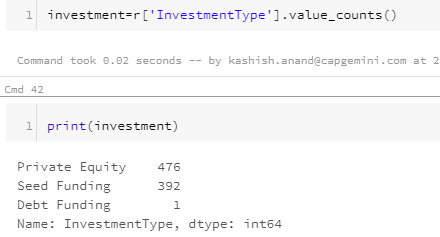 1 investment=r['InvestmentType'].value_counts()
Command took 0.02 seconds -- by kashish.anand@capgemini.com at 2
Cmd 42
1 print(investment)
Private Equity    476
Seed Funding      392
Debt Funding        1
Name: InvestmentType, dtype: int64